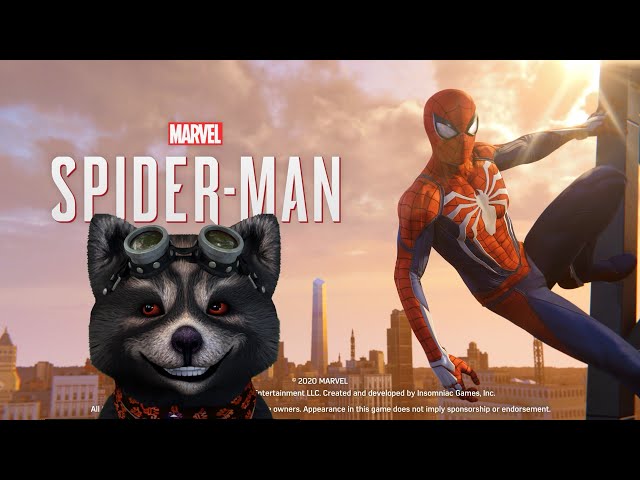 MARVEL
SPIDER-MAN
© 2020 MARVEL
Entertainment LLC. Created and developed by Insomniac Games, Inc.
All owners. Appearance in this game does not imply sponsorship or endorsement.